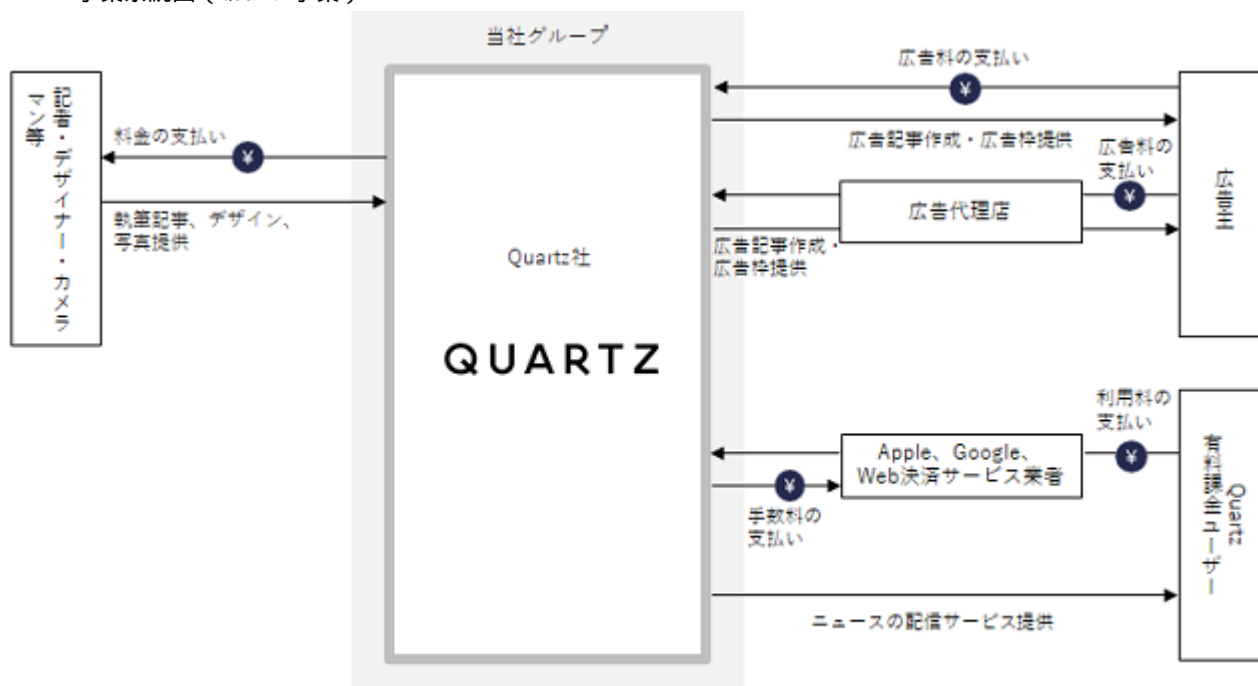 当社グループ
記者・デザイナー・カメラ
マン等
料金の支払い
¥
執筆記事、デザイン、
写真提供
Quartz社
QUARTZ
広告料の支払い
¥
広告記事作成・広告枠提供
広告料の
支払い
¥
広告代理店
広告記事作成・
広告枠提供
広告主
利用料の
支払い
¥
Apple、Google、
Web決済サービス業者
¥
手数料の
支払い
Quartz
有料課金ユーザー
ニュースの配信サービス提供